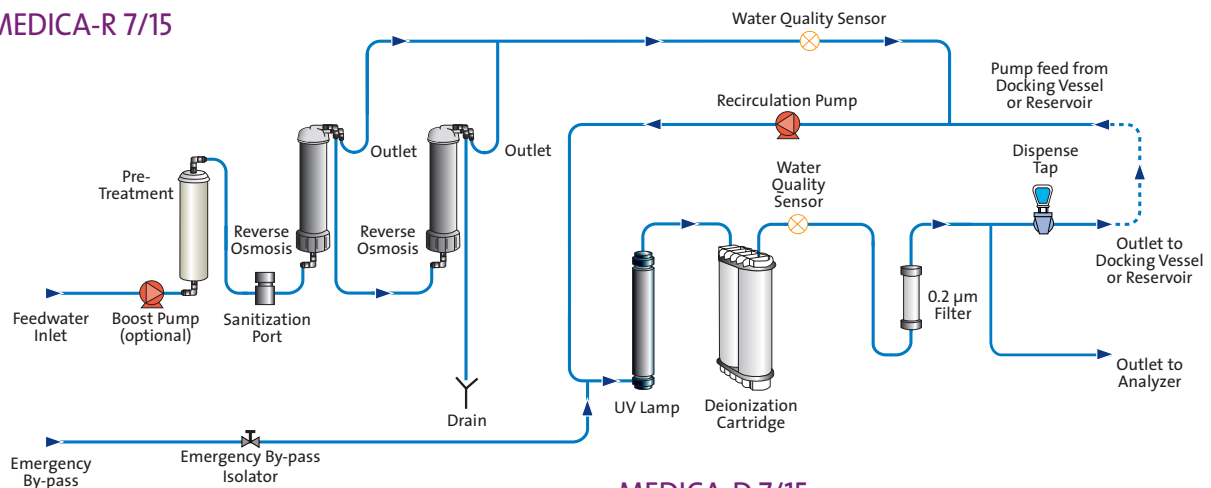 MEDICA-R 7/15
Water Quality Sensor
Pump feed from
Docking Vessel
or Reservoir
Recirculation Pump
Outlet
Outlet
Dispense
Tap
Water
Quality
Sensor
Pre-
Treatment
Reverse
Osmosis
Reverse
Osmosis
Outlet to
Docking Vessel
or Reservoir
0.2 µm
Filter
Feedwater
Inlet
Boost Pump
(optional)
Sanitization
Port
Outlet to
Analyzer
UV Lamp
Deionization
Cartridge
Drain
Emergency By-pass
Isolator
Emergency
By-pass
MEDICA-D 7/15